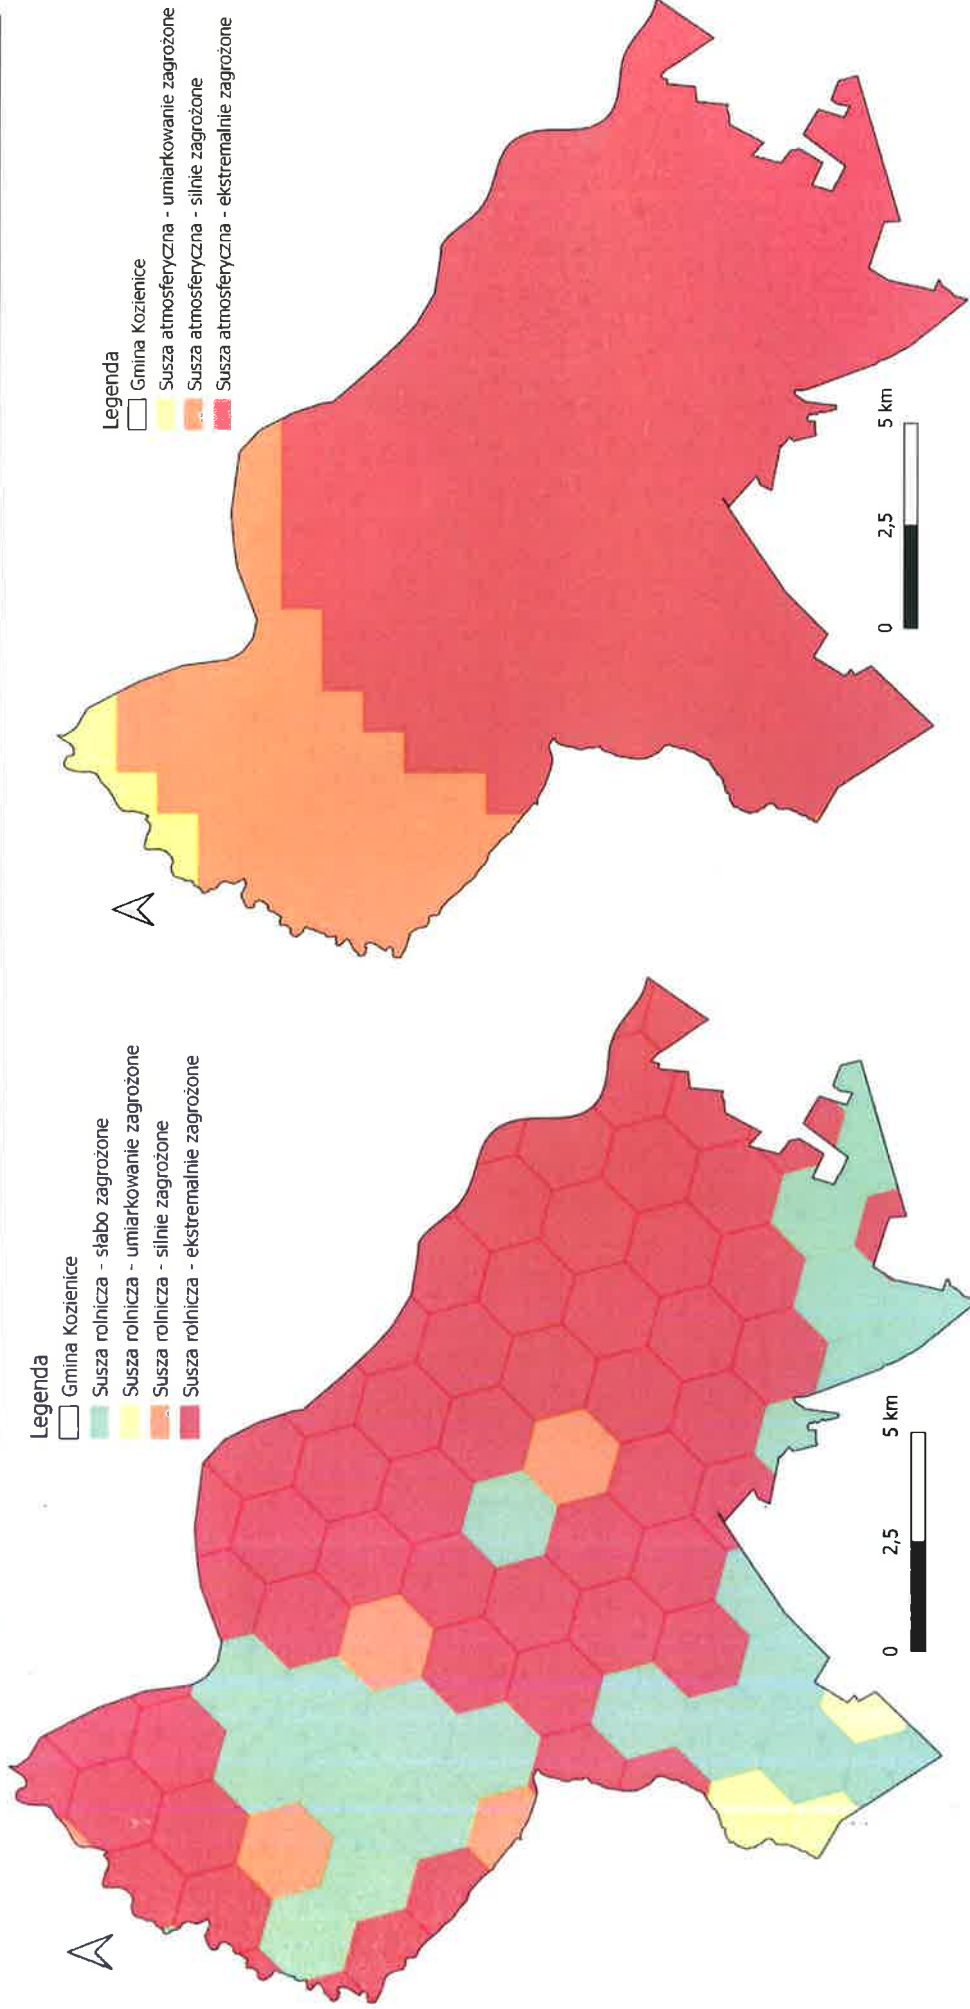 Legenda
Gmina Kozienice
Susza rolnicza - słabo zagrożone
Susza rolnicza - umiarkowanie zagrożone
Susza rolnicza - silnie zagrożone
Susza rolnicza - ekstremalnie zagrożone
0 2,5 5 km
Legenda
Gmina Kozienice
Susza atmosferyczna - umiarkowanie zagrożone
Susza atmosferyczna - silnie zagrożone
Susza atmosferyczna - ekstremalnie zagrożone
0 2,5 5 km